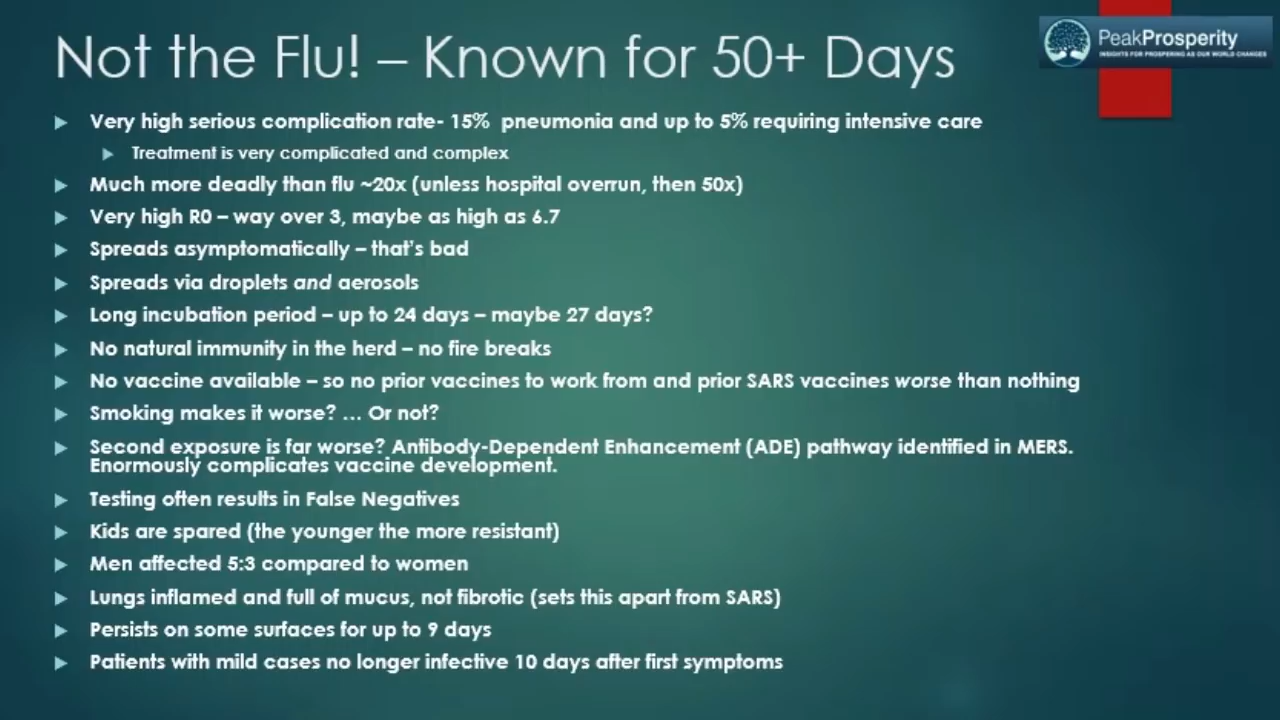 Not the Flu! – Known for 50+ Days
PeakProsperity
INSIGHTS FOR PROSPERING AS OUR WORLD CHANGES
Very high serious complication rate- 15% pneumonia and up to 5% requiring intensive care
Treatment is very complicated and complex
Much more deadly than flu ~20x (unless hospital overrun, then 50x)
Very high R0 – way over 3, maybe as high as 6.7
Spreads asymptomatically – that's bad
Spreads via droplets and aerosols
Long incubation period – up to 24 days – maybe 27 days?
No natural immunity in the herd – no fire breaks
No vaccine available – so no prior vaccines to work from and prior SARS vaccines worse than nothing
Smoking makes it worse? ... Or not?
Second exposure is far worse? Antibody-Dependent Enhancement (ADE) pathway identified in MERS.
Enormously complicates vaccine development.
Testing often results in False Negatives
Kids are spared (the younger the more resistant)
Men affected 5:3 compared to women
Lungs inflamed and full of mucus, not fibrotic (sets this apart from SARS)
Persists on some surfaces for up to 9 days
Patients with mild cases no longer infective 10 days after first symptoms